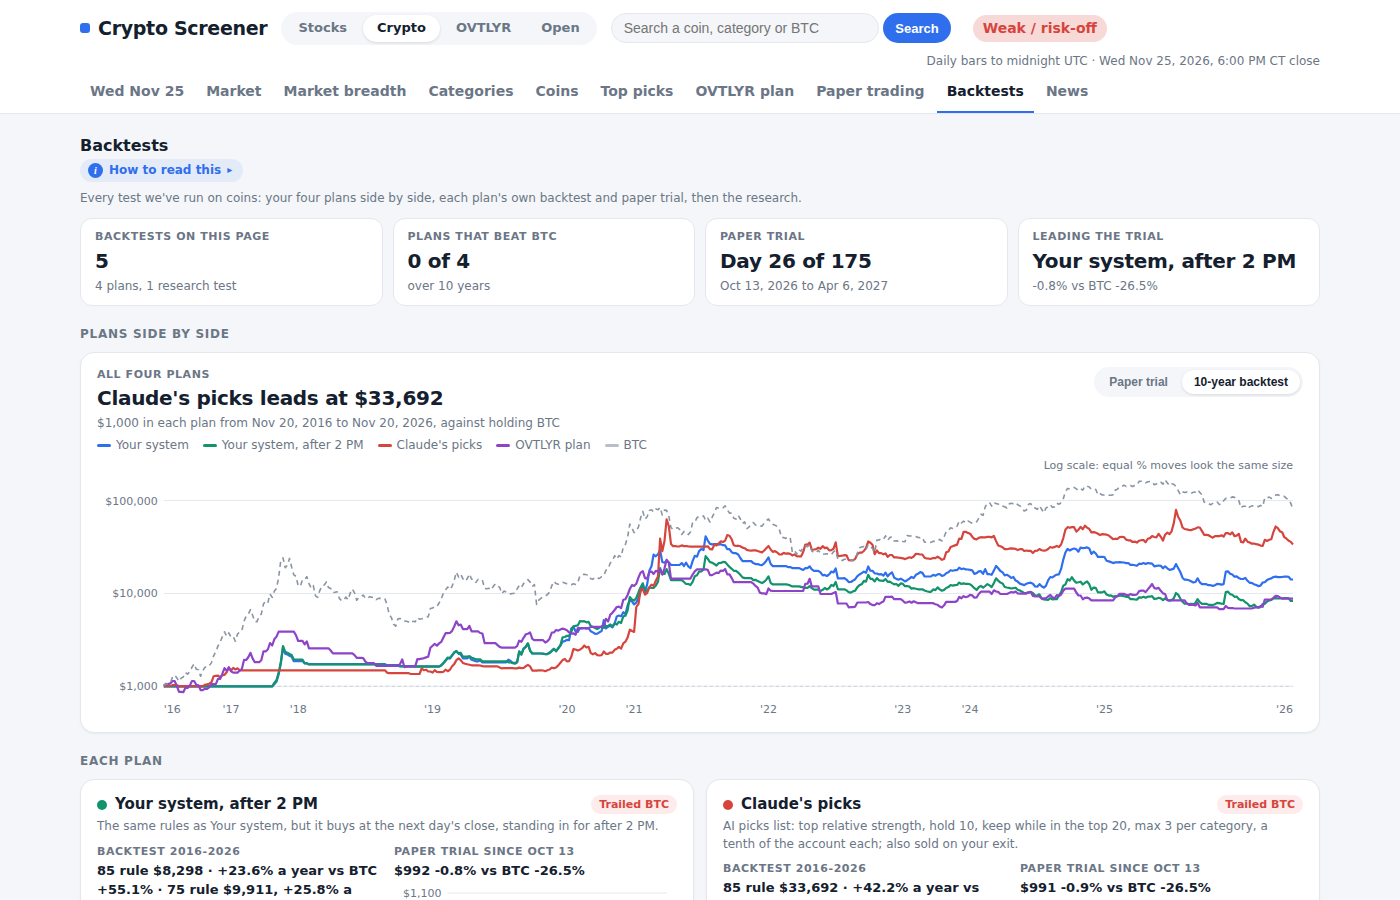 Crypto Screener
Stocks Crypto OVTLYR Open
Search a coin, category or BTC Search
Weak / risk-off
Daily bars to midnight UTC · Wed Nov 25, 2026, 6:00 PM CT close
Wed Nov 25 Market Market breadth Categories Coins Top picks OVTLYR plan Paper trading Backtests News
Backtests
i How to read this ▸
Every test we've run on coins: your four plans side by side, each plan's own backtest and paper trial, then the research.
BACKTESTS ON THIS PAGE
5
4 plans, 1 research test
PLANS THAT BEAT BTC
0 of 4
over 10 years
PAPER TRIAL
Day 26 of 175
Oct 13, 2026 to Apr 6, 2027
LEADING THE TRIAL
Your system, after 2 PM
-0.8% vs BTC -26.5%
PLANS SIDE BY SIDE
ALL FOUR PLANS
Claude's picks leads at $33,692
$1,000 in each plan from Nov 20, 2016 to Nov 20, 2026, against holding BTC
Paper trial 10-year backtest
Your system Your system, after 2 PM Claude's picks OVTLYR plan BTC
Log scale: equal % moves look the same size
$100,000
$10,000
$1,000
'16 '17 '18 '19 '20 '21 '22 '23 '24 '25 '26
EACH PLAN
Your system, after 2 PM Trailed BTC
The same rules as Your system, but it buys at the next day's close, standing in for after 2 PM.
BACKTEST 2016-2026
85 rule $8,298 · +23.6% a year vs BTC
+55.1% · 75 rule $9,911, +25.8% a
PAPER TRIAL SINCE OCT 13
$992 -0.8% vs BTC -26.5%
$1,100
Claude's picks Trailed BTC
AI picks list: top relative strength, hold 10, keep while in the top 20, max 3 per category, a
tenth of the account each; also sold on your exit.
BACKTEST 2016-2026
85 rule $33,692 · +42.2% a year vs
PAPER TRIAL SINCE OCT 13
$991 -0.9% vs BTC -26.5%